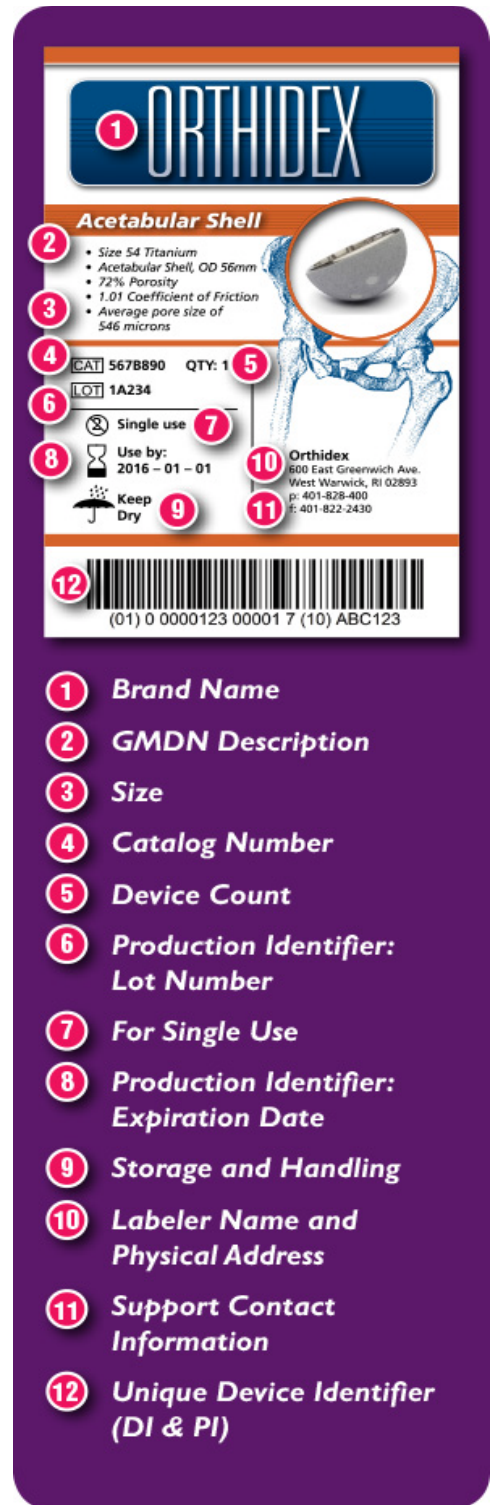 1 ORTHIDEX
Acetabular Shell
2
• Size 54 Titanium
• Acetabular Shell, OD 56mm
• 72% Porosity
3
• 1.01 Coefficient of Friction
• Average pore size of
546 microns
4 CAT 567B890 QTY: 1 5
6 LOT 1A234
2 Single use 7
8 Use by:
2016 – 01 – 01
Keep
Dry 9
10 Orthidex
600 East Greenwich Ave.
West Warwick, RI 02893
11 p: 401-828-400
f: 401-822-2430
12
(01) 0 0000123 00001 7 (10) ABC123
1 Brand Name
2 GMDN Description
3 Size
4 Catalog Number
5 Device Count
6 Production Identifier:
Lot Number
7 For Single Use
8 Production Identifier:
Expiration Date
9 Storage and Handling
10 Labeler Name and
Physical Address
11 Support Contact
Information
12 Unique Device Identifier
(DI & PI)